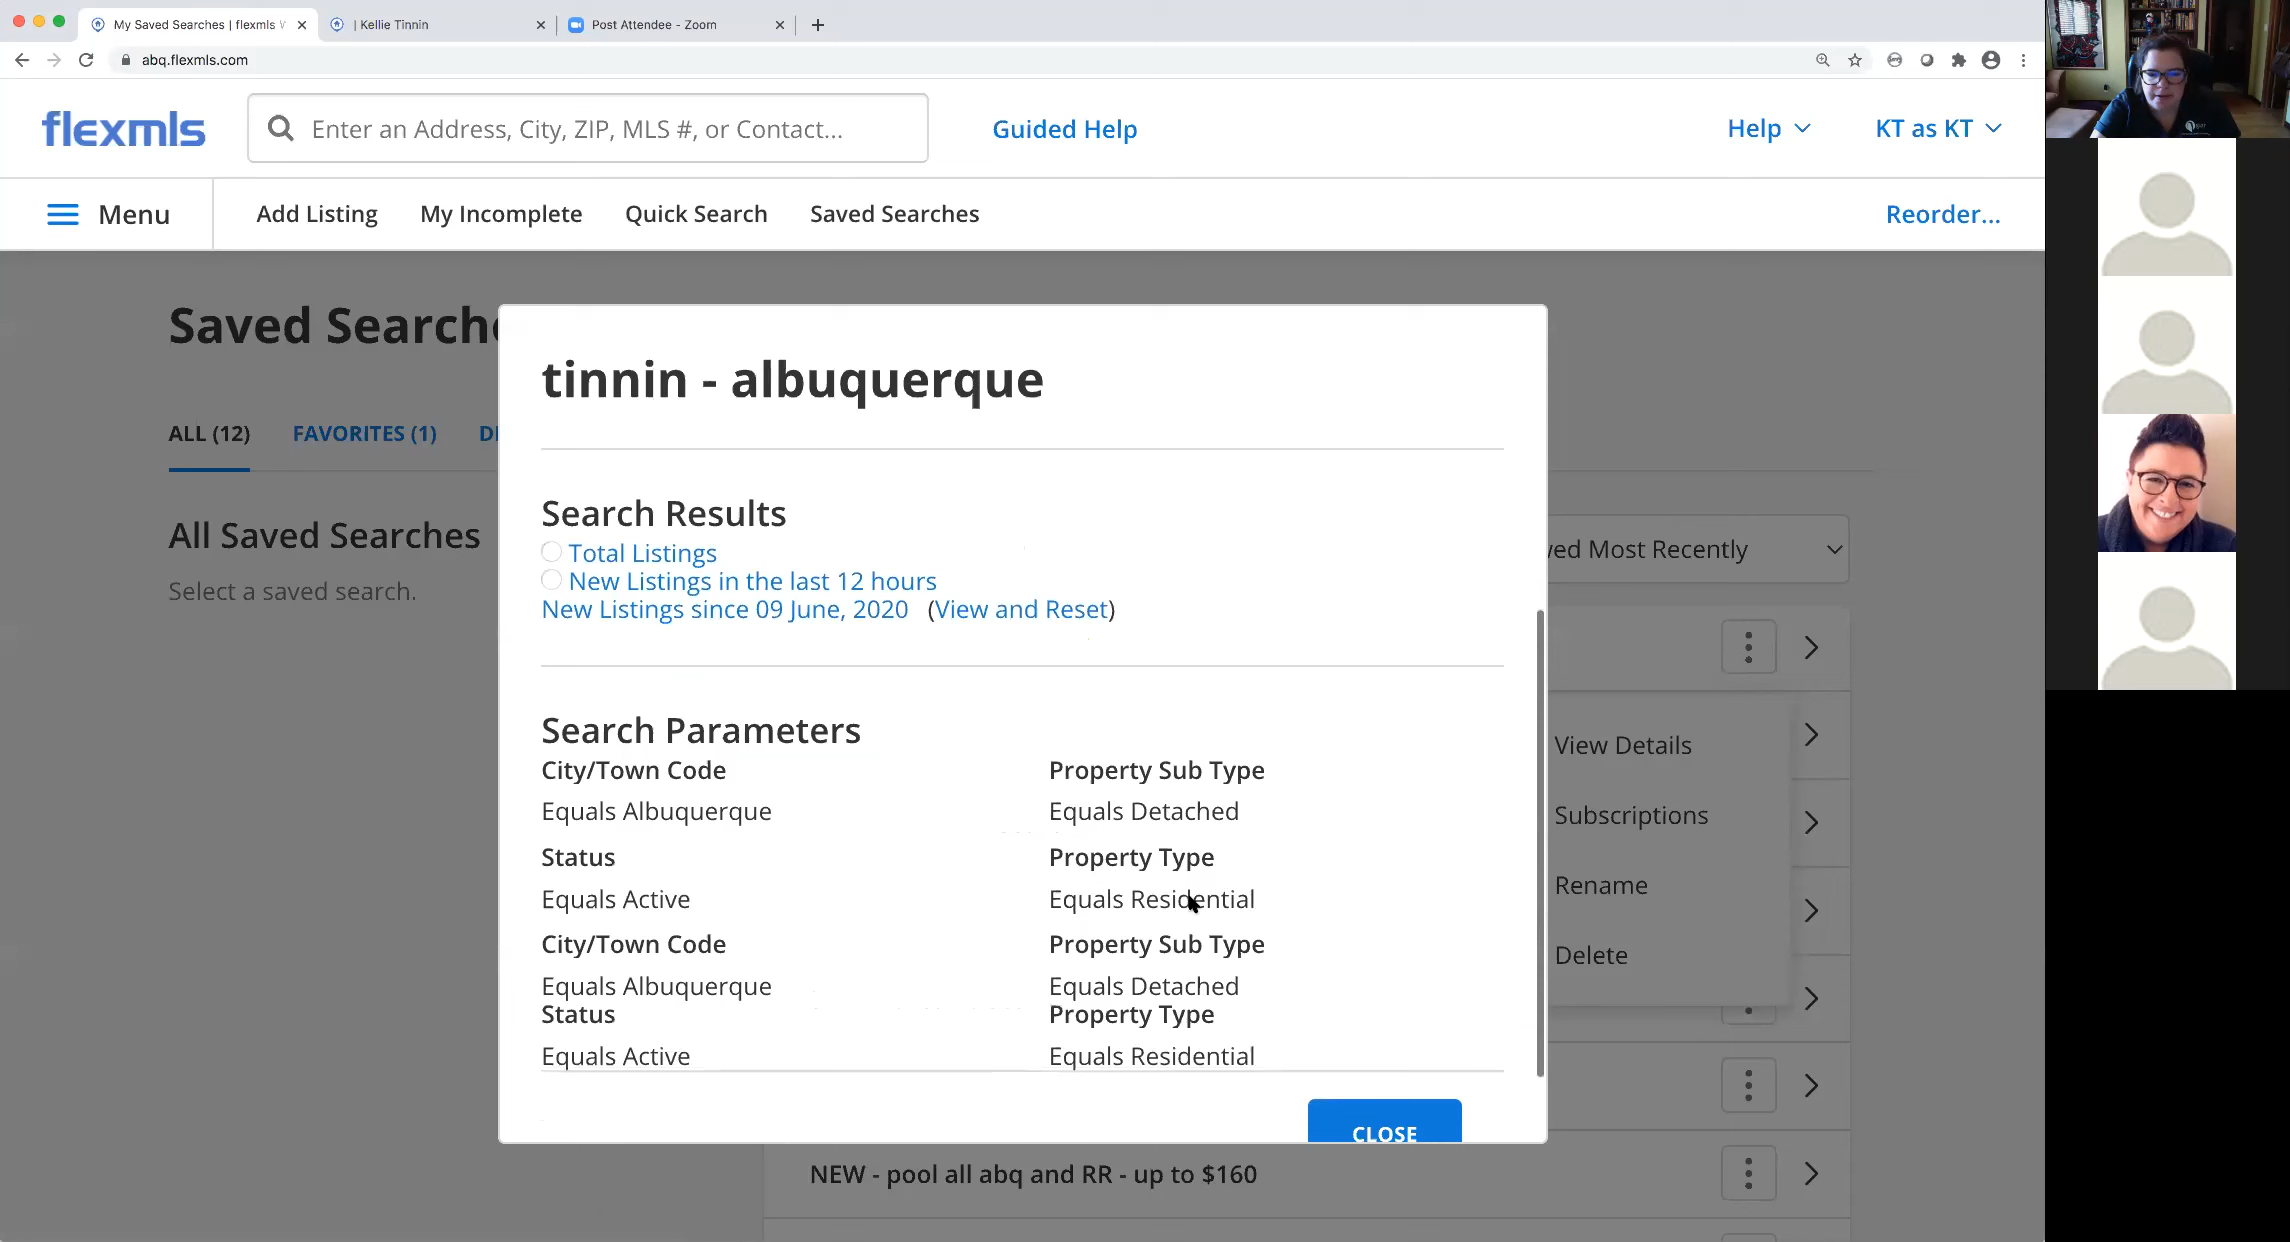 My Saved Searches | flexmls
| Kellie Tinnin
Post Attendee - Zoom
abq.flexmls.com
flexmls
Enter an Address, City, ZIP, MLS #, or Contact...
Guided Help
Help
KT as KT
Menu
Add Listing
My Incomplete
Quick Search
Saved Searches
Reorder...
Saved Searche
ALL (12)
FAVORITES (1)
All Saved Searches
Select a saved search.
tinnin - albuquerque
Search Results
Total Listings
New Listings in the last 12 hours
New Listings since 09 June, 2020 (View and Reset)
Search Parameters
City/Town Code
Property Sub Type
Equals Albuquerque
Equals Detached
Status
Property Type
Equals Active
Equals Residential
City/Town Code
Property Sub Type
Equals Albuquerque
Equals Detached
Status
Property Type
Equals Active
Equals Residential
CLOSE
ved Most Recently
View Details
Subscriptions
Rename
Delete
NEW - pool all abq and RR - up to $160